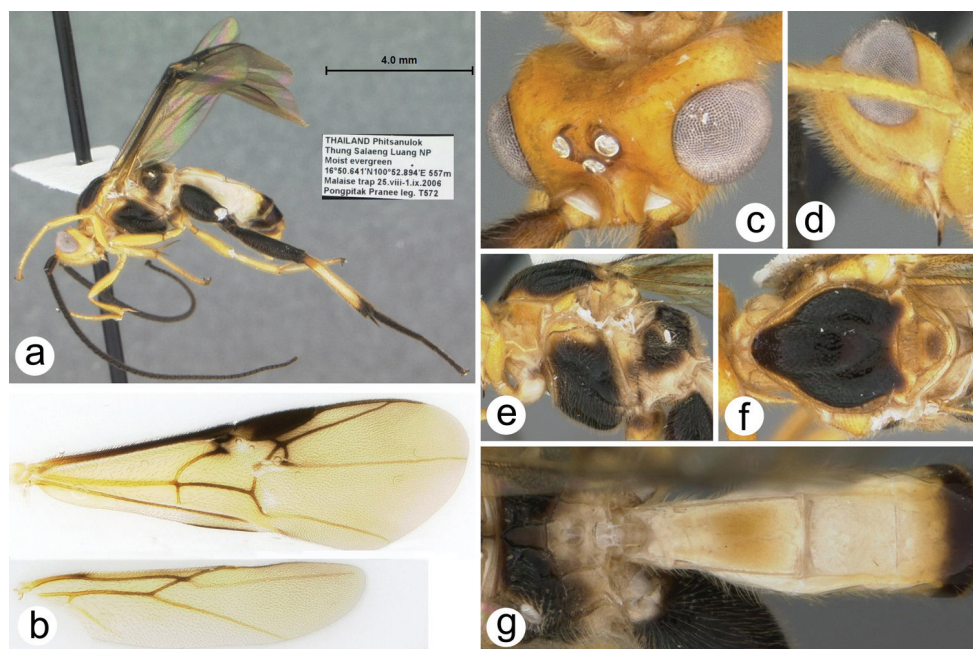 4.0 mm
THAILAND Phitsanulok
Thung Salaeng Luang NP
Moist evergreen
16°50.641'N100°52.894'E 557m
Malaise trap 25.viii-1.ix.2006
Pongpitak Pranee leg. T572
a
b
c
d
e
f
g